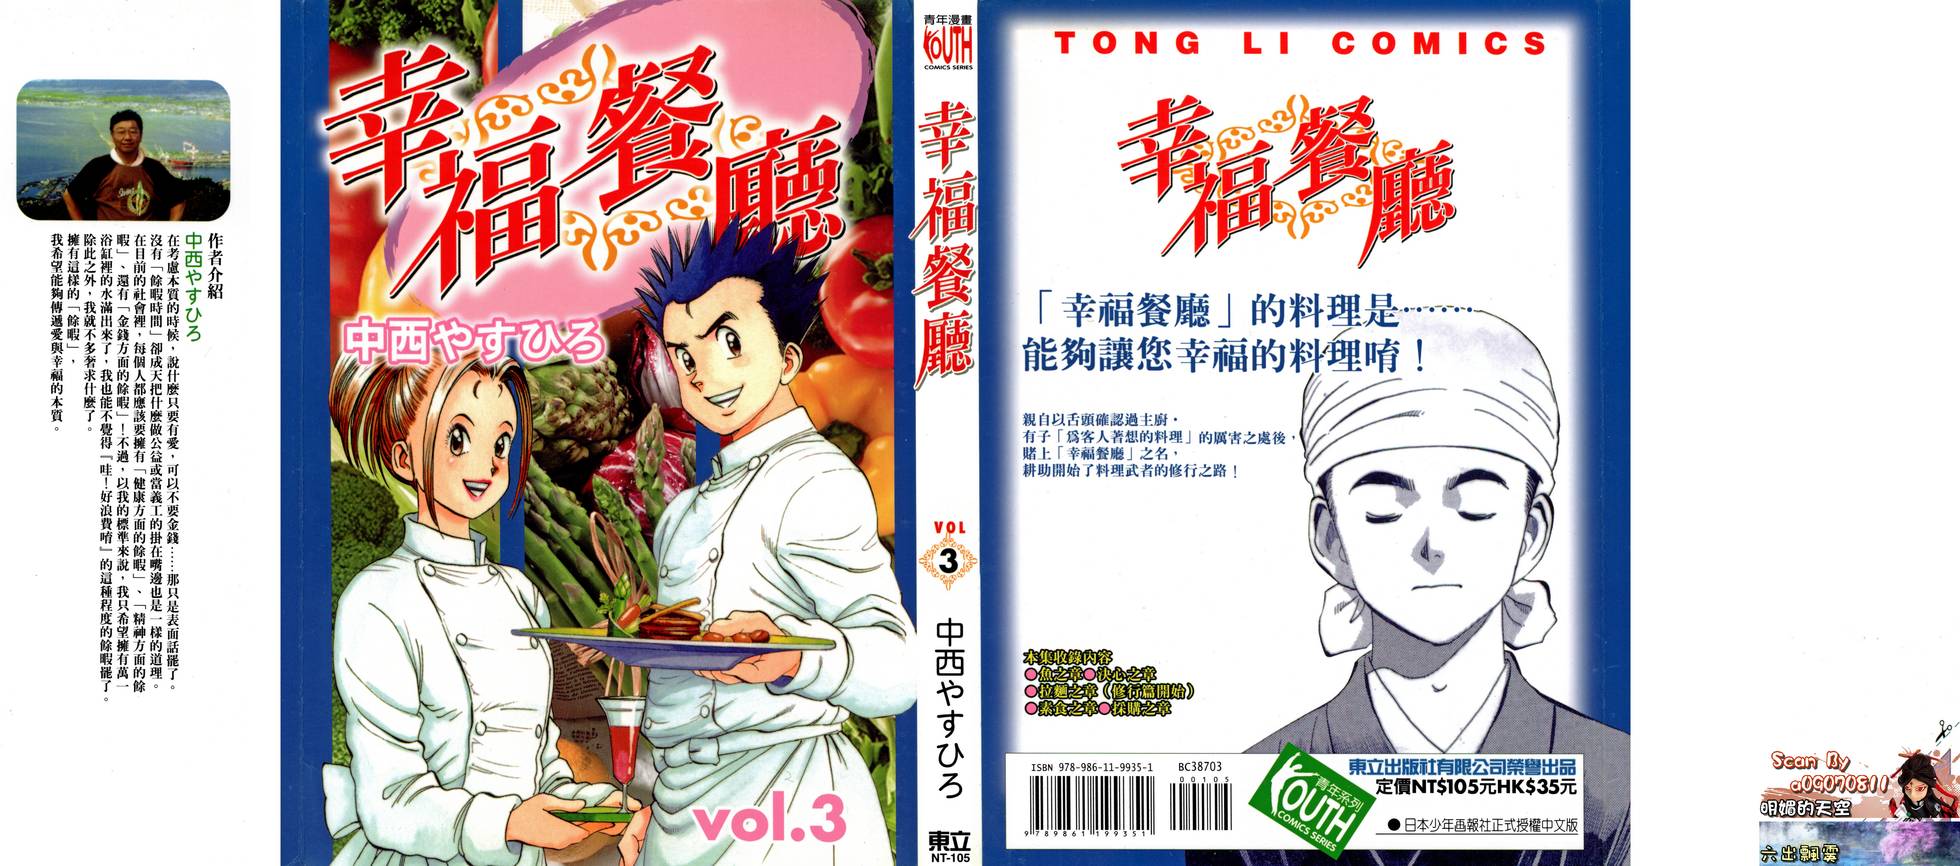 作者介紹
中西やすひろ
在考慮本質的時候，說什麼只要有愛，可以不要金錢……那只是表面話罷了。
沒有「餘暇時間」卻成天把什麼做公益或當義工的掛在嘴邊也是一樣的道理。
在目前的社會裡，每個人都應該要擁有「健康方面的餘暇」、「精神方面的餘
暇」、還有「金錢方面的餘暇」！不過，以我的標準來說，我只希望擁有萬一
浴缸裡的水滿出來了，我也能不覺得『哇！好浪費唷』的這種程度的餘暇罷了。
除此之外，我就不多奢求什麼了。
擁有這樣的「餘暇」，
我希望能夠傳遞愛與幸福的本質。
幸福餐廳
中西やすひろ
vol.3
青年漫畫
YOUTH
COMICS SERIES
幸福餐廳
VOL
3
中西やすひろ
東立
NT-105
TONG LI COMICS
幸福餐廳
「幸福餐廳」的料理是……
能夠讓您幸福的料理唷！
親自以舌頭確認過主廚・
有子「爲客人著想的料理」的厲害之處後，
賭上「幸福餐廳」之名，
耕助開始了料理武者的修行之路！
本集收錄內容
●魚之章●決心之章
●拉麵之章（修行篇開始）
●素食之章●採購之章
ISBN 978-986-11-9935-1
BC38703
00105
9789861199351
青年系列
YOUTH
COMICS SERIES
東立出版社有限公司榮譽出品
定價NT$105元HK$35元
●日本少年画報社正式授權中文版
Scan By
a09070811
明媚的天空
六出飄霙